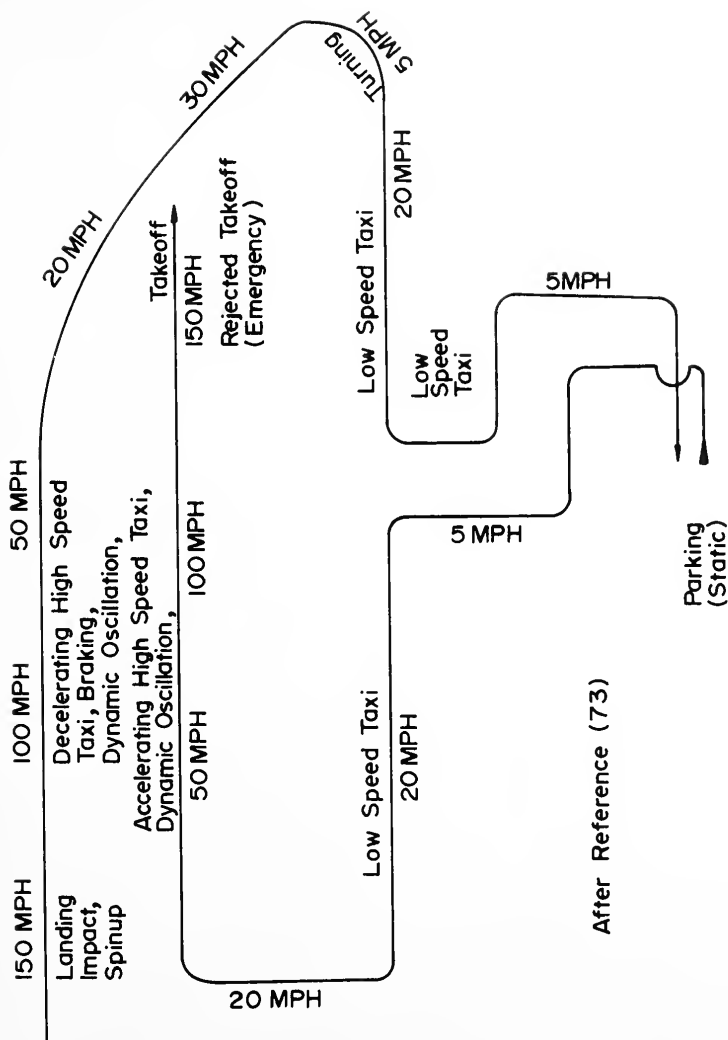 150 MPH
100 MPH
50 MPH
20 MPH
30 MPH
Turning
5 MPH
Landing
Impact,
Spinup
Decelerating High Speed
Taxi, Braking,
Dynamic Oscillation,
Takeoff
Accelerating High Speed Taxi,
Dynamic Oscillation,
50 MPH
100 MPH
150 MPH
Rejected Takeoff
(Emergency)
20 MPH
Low Speed Taxi
20 MPH
Low Speed Taxi
20 MPH
Low
Speed
Taxi
5 MPH
5MPH
Parking
(Static)
After Reference (73)